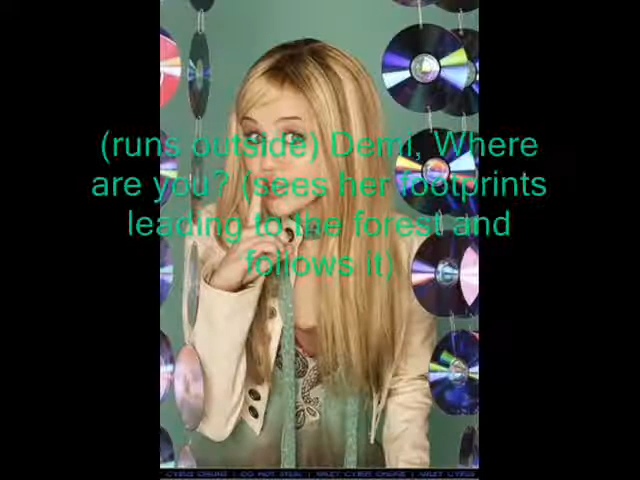 (runs outside) Demi, Where
are you? (sees her footprints
leading to the forest and
follows it)